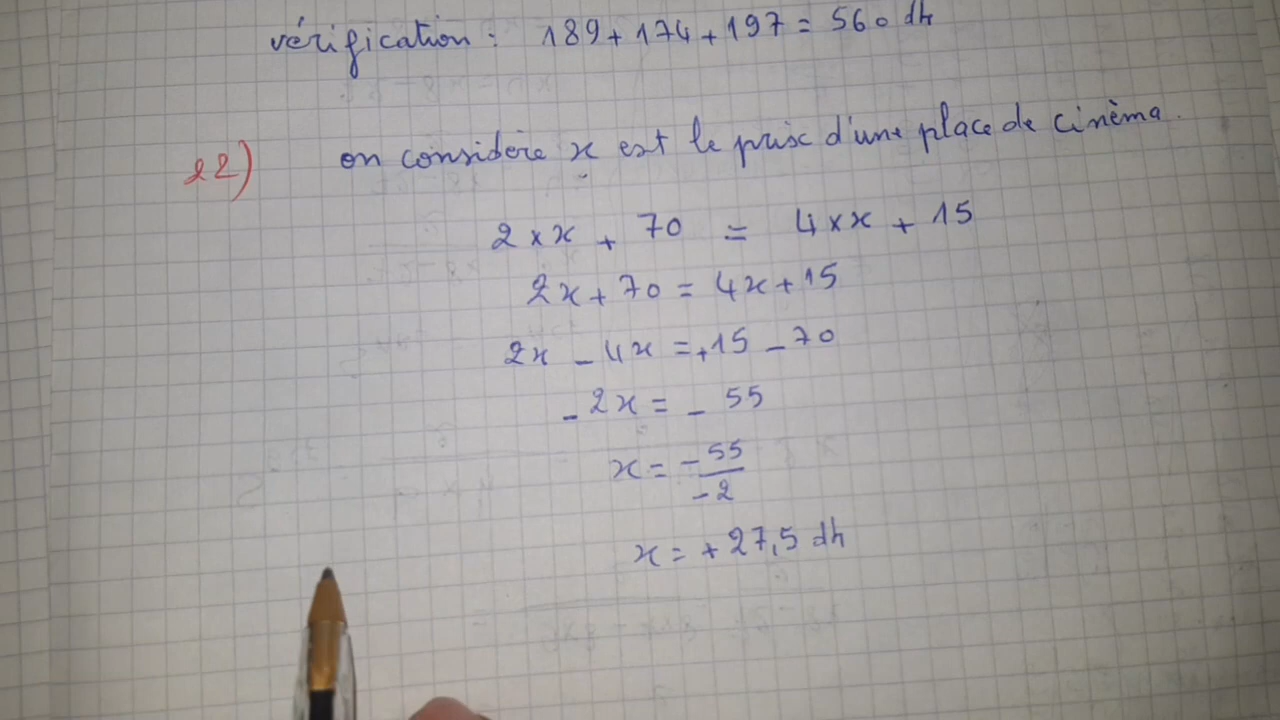 vérification : 189 + 174 + 197 = 560 dh
22) on considère x est le prix d'une place de cinèma.
2 × x + 70 = 4 × x + 15
2x + 70 = 4x + 15
2x - 4x = +15 - 70
-2x = - 55
x = -55/-2
x = +27,5 dh